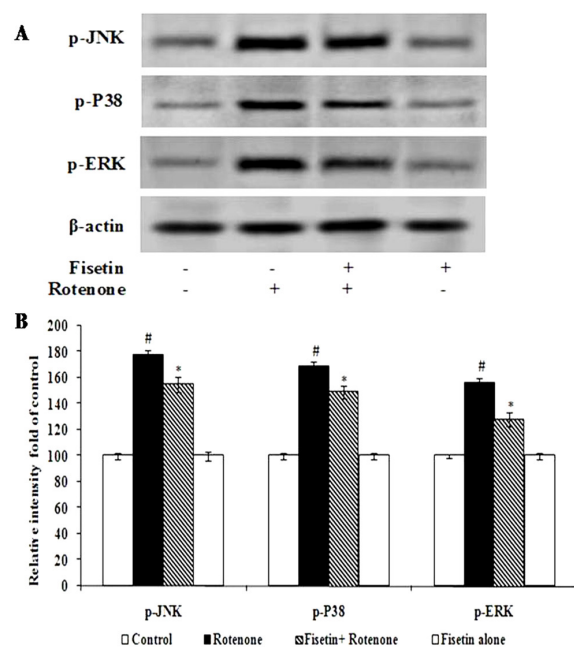 A
p-JNK
p-P38
p-ERK
β-actin
Fisetin - - + +
Rotenone - + + -
B
Relative intensity fold of control
200
180
160
140
120
100
80
60
40
20
0
# *
# *
# *
p-JNK p-P38 p-ERK
Control Rotenone Fisetin+ Rotenone Fisetin alone